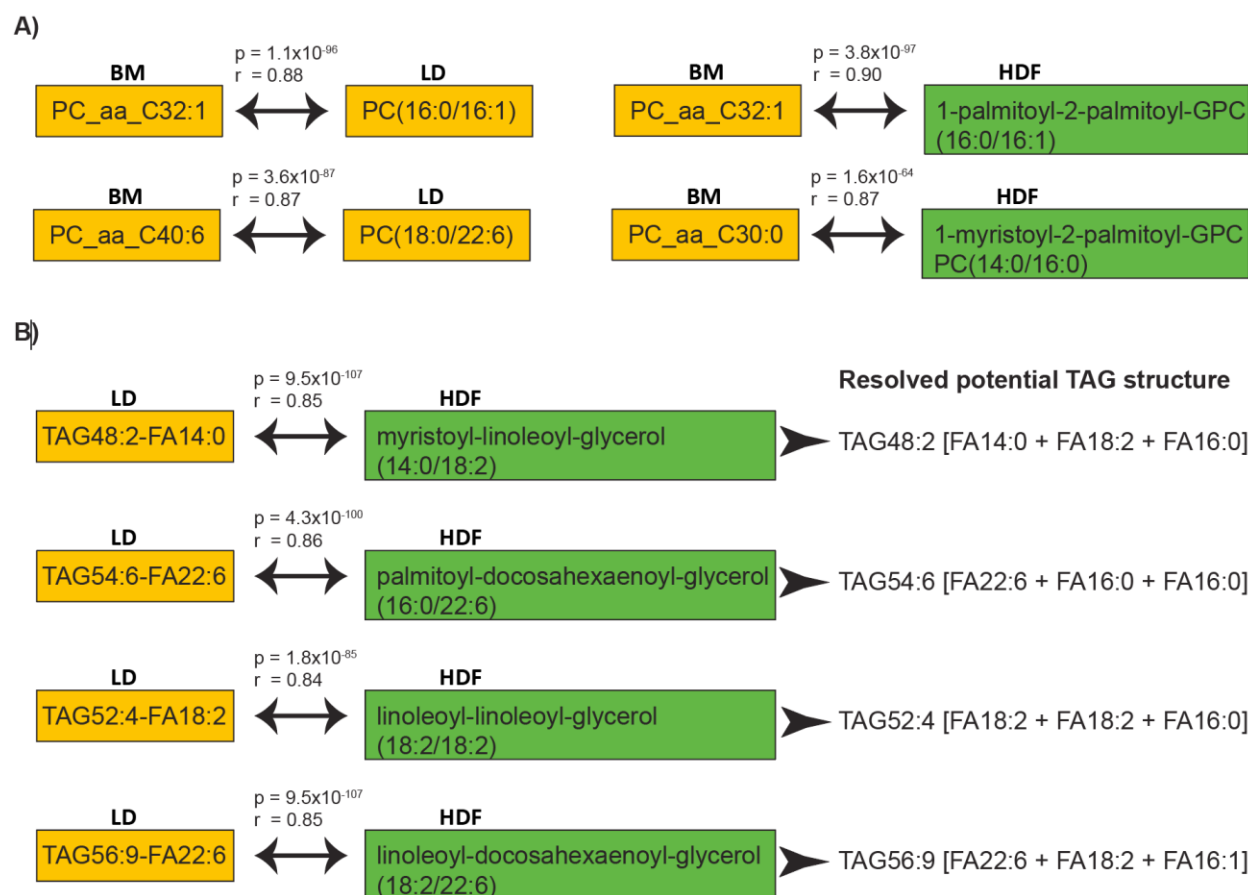 A)
p = 1.1x10-96
r = 0.88
BM
LD
PC_aa_C32:1
PC(16:0/16:1)
p = 3.8x10-97
r = 0.90
BM
HDF
PC_aa_C32:1
1-palmitoyl-2-palmitoyl-GPC
(16:0/16:1)
p = 3.6x10-87
r = 0.87
BM
LD
PC_aa_C40:6
PC(18:0/22:6)
p = 1.6x10-64
r = 0.87
BM
HDF
PC_aa_C30:0
1-myristoyl-2-palmitoyl-GPC
PC(14:0/16:0)
B)
Resolved potential TAG structure
p = 9.5x10-107
r = 0.85
LD
HDF
TAG48:2-FA14:0
myristoyl-linoleoyl-glycerol
(14:0/18:2)
TAG48:2 [FA14:0 + FA18:2 + FA16:0]
p = 4.3x10-100
r = 0.86
LD
HDF
TAG54:6-FA22:6
palmitoyl-docosahexaenoyl-glycerol
(16:0/22:6)
TAG54:6 [FA22:6 + FA16:0 + FA16:0]
p = 1.8x10-85
r = 0.84
LD
HDF
TAG52:4-FA18:2
linoleoyl-linoleoyl-glycerol
(18:2/18:2)
TAG52:4 [FA18:2 + FA18:2 + FA16:0]
p = 9.5x10-107
r = 0.85
LD
HDF
TAG56:9-FA22:6
linoleoyl-docosahexaenoyl-glycerol
(18:2/22:6)
TAG56:9 [FA22:6 + FA18:2 + FA16:1]